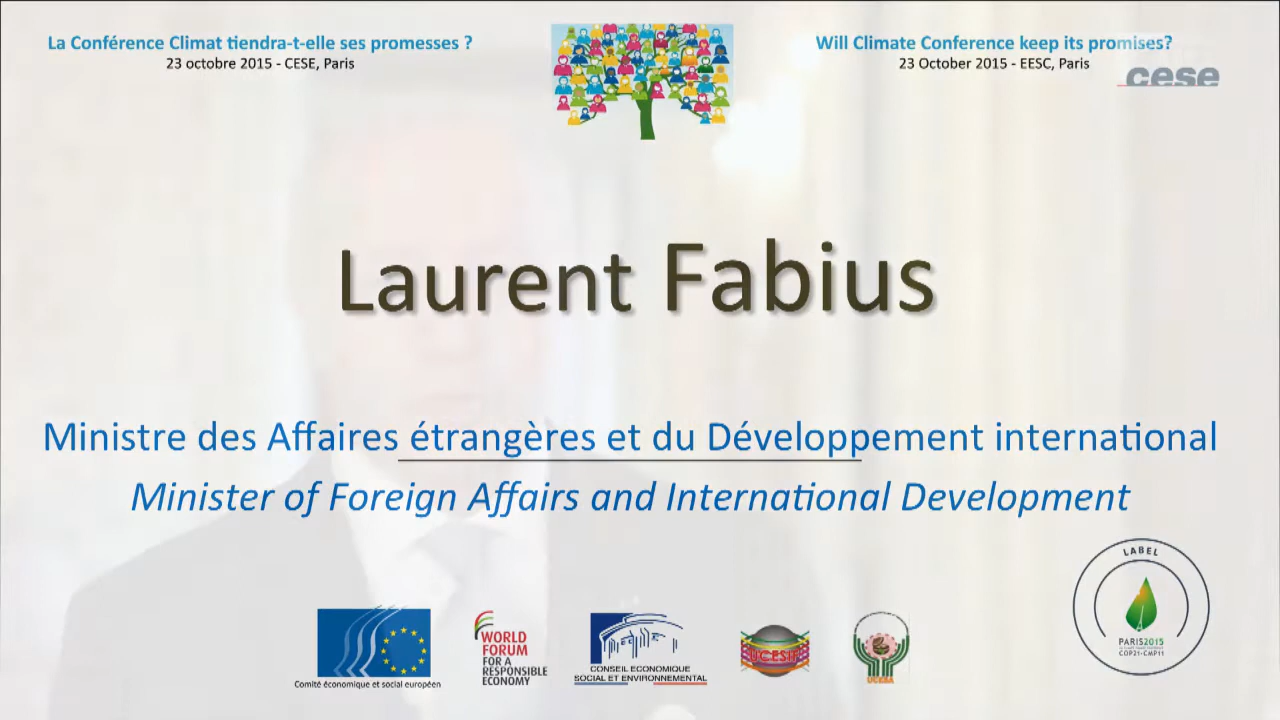 La Conférence Climat tiendra-t-elle ses promesses ?
23 octobre 2015 - CESE, Paris
Will Climate Conference keep its promises?
23 October 2015 - EESC, Paris
cese
Laurent Fabius
Ministre des Affaires étrangères et du Développement international
Minister of Foreign Affairs and International Development
LABEL
PARIS2015
COP21-CMP11
Comité économique et social européen
WORLD
FORUM
FOR A
RESPONSIBLE
ECONOMY
CONSEIL ECONOMIQUE
SOCIAL ET ENVIRONNEMENTAL
UCESIF